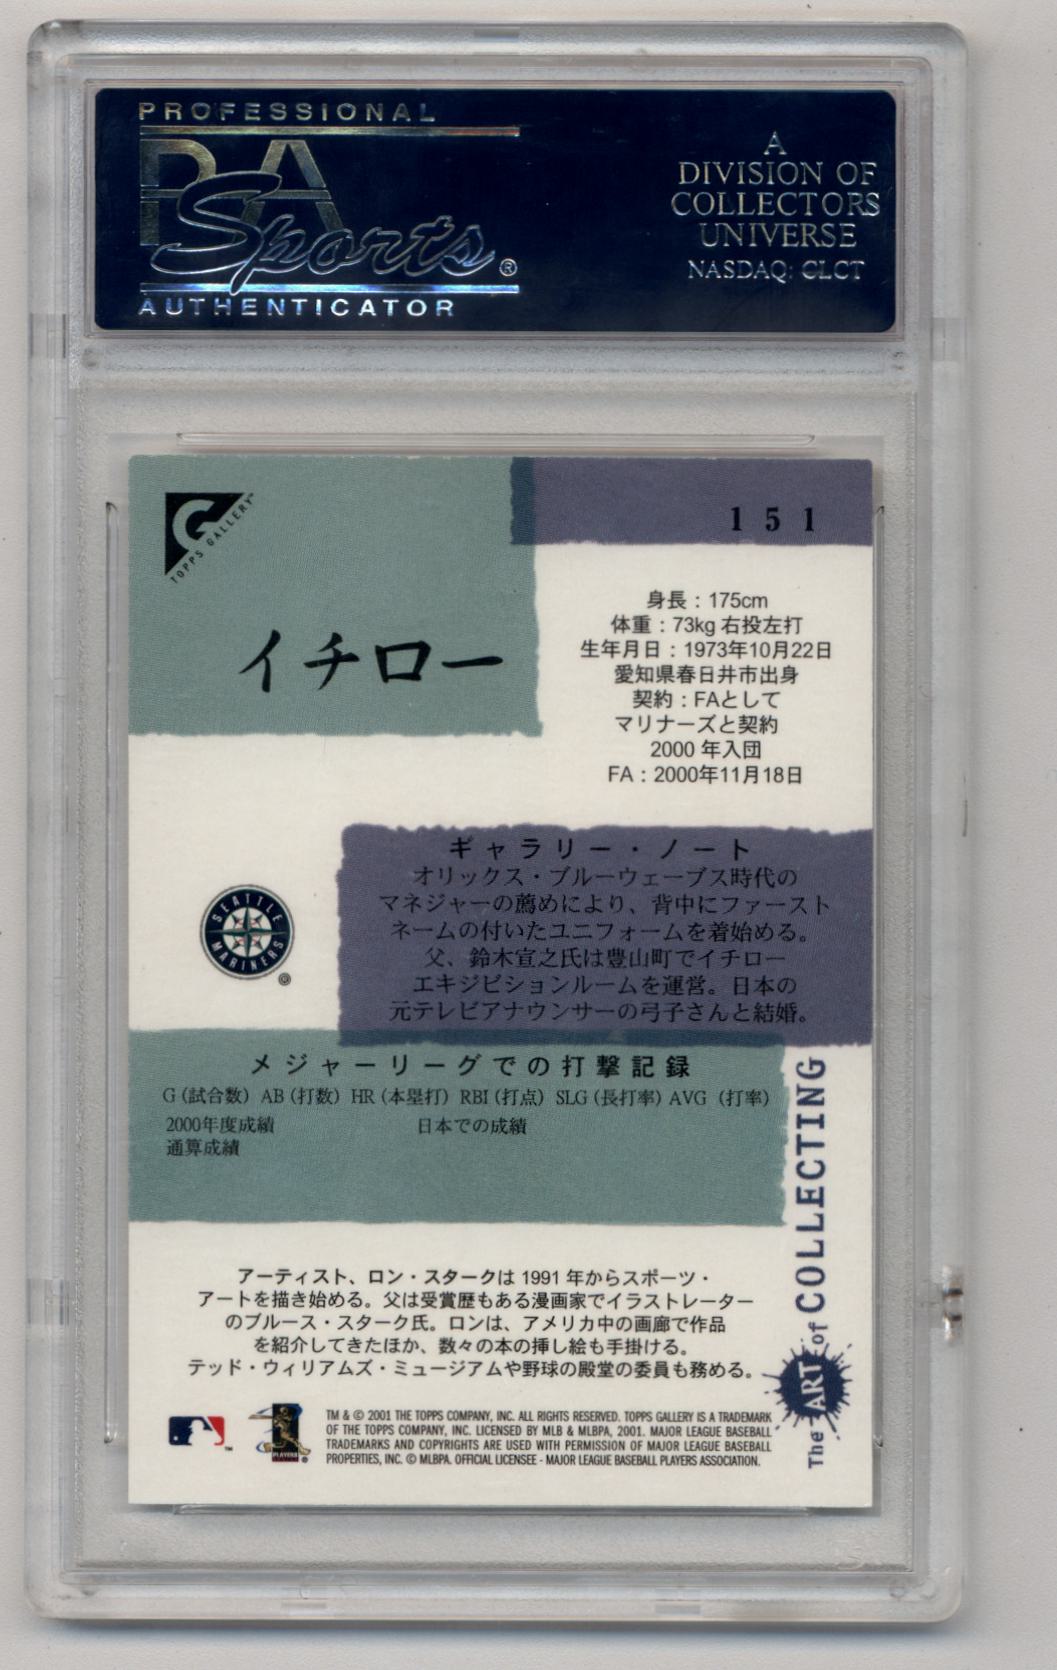 PROFESSIONAL
PSA
Sports®
AUTHENTICATOR
A
DIVISION OF
COLLECTORS
UNIVERSE
NASDAQ: CLCT
G
TOPPS GALLERY™
151
イチロー
身長：175cm
体重：73kg 右投左打
生年月日：1973年10月22日
愛知県春日井市出身
契約：FAとして
マリナーズと契約
2000 年入団
FA：2000年11月18日
ギャラリー・ノート
オリックス・ブルーウェーブス時代の
マネジャーの薦めにより、背中にファースト
ネームの付いたユニフォームを着始める。
父、鈴木宣之氏は豊山町でイチロー
エキジビションルームを運営。日本の
元テレビアナウンサーの弓子さんと結婚。
SEATTLE
MARINERS
®
メジャーリーグでの打撃記録
G (試合数) AB (打数) HR (本塁打) RBI (打点) SLG (長打率) AVG (打率)
2000年度成績 日本での成績
通算成績
The ART of COLLECTING
アーティスト、ロン・スタークは 1991 年からスポーツ・
アートを描き始める。父は受賞歴もある漫画家でイラストレーター
のブルース・スターク氏。ロンは、アメリカ中の画廊で作品
を紹介してきたほか、数々の本の挿し絵も手掛ける。
テッド・ウィリアムズ・ミュージアムや野球の殿堂の委員も務める。
TM
PLAYERS
®
TM & © 2001 THE TOPPS COMPANY, INC. ALL RIGHTS RESERVED. TOPPS GALLERY IS A TRADEMARK
OF THE TOPPS COMPANY, INC. LICENSED BY MLB & MLBPA, 2001. MAJOR LEAGUE BASEBALL
TRADEMARKS AND COPYRIGHTS ARE USED WITH PERMISSION OF MAJOR LEAGUE BASEBALL
PROPERTIES, INC. © MLBPA. OFFICIAL LICENSEE - MAJOR LEAGUE BASEBALL PLAYERS ASSOCIATION.